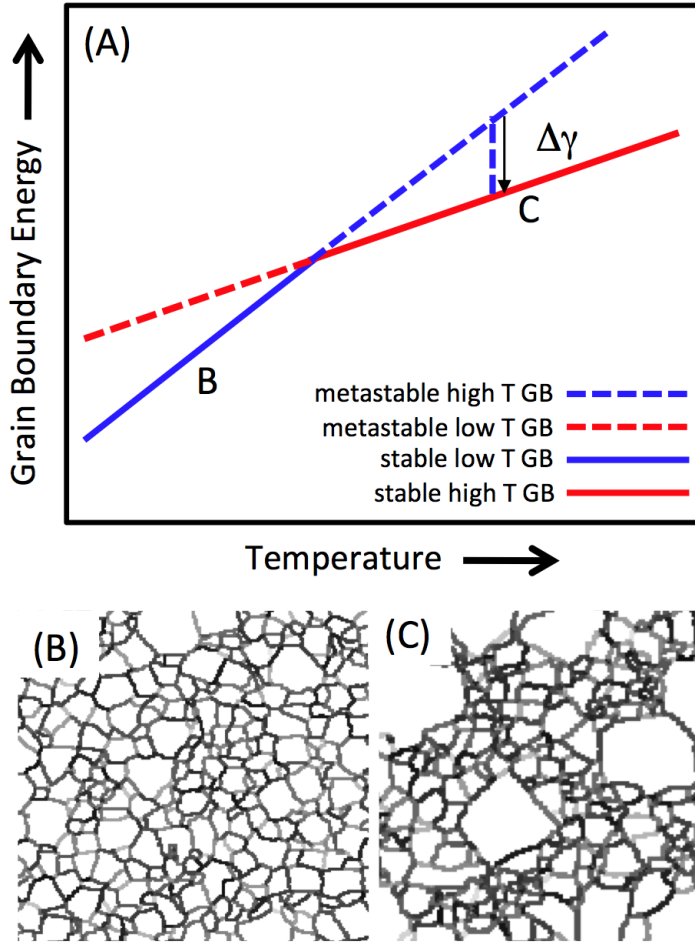 (A)
Grain Boundary Energy
Δγ
C
B
metastable high T GB
metastable low T GB
stable low T GB
stable high T GB
Temperature
(B)
(C)